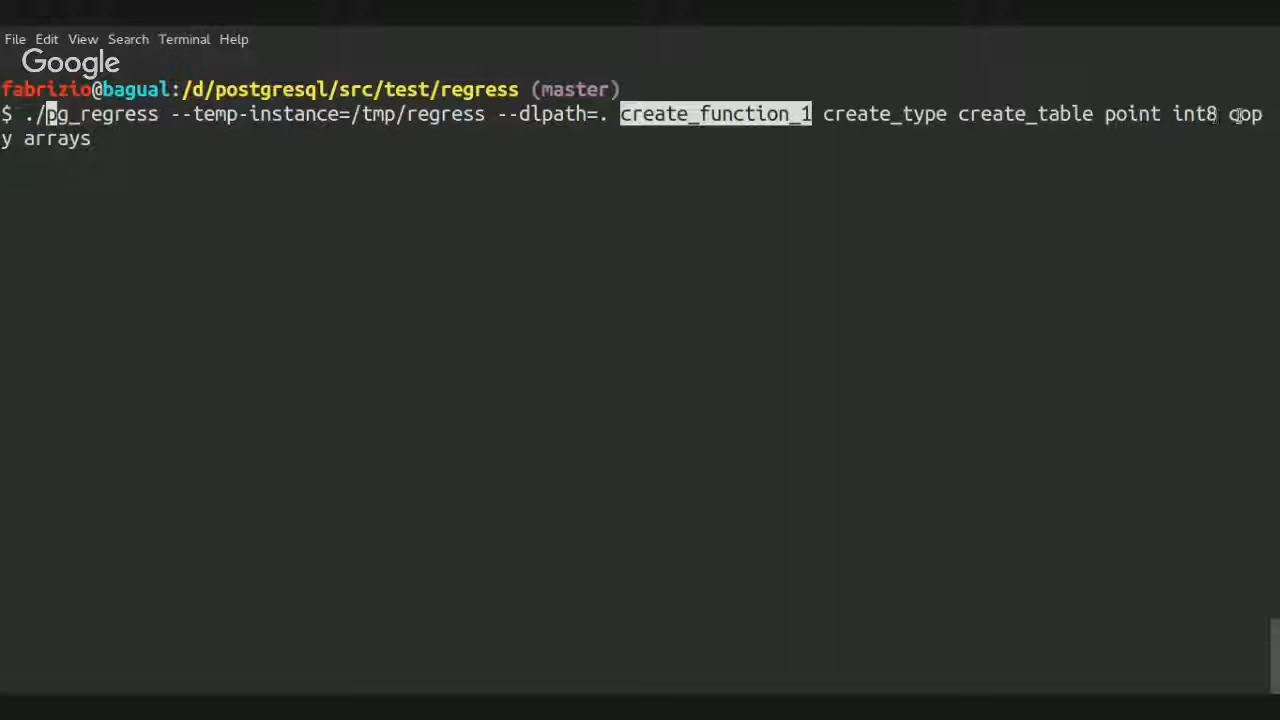 File Edit View Search Terminal Help
Google
fabrizio@bagual:/d/postgresql/src/test/regress (master)
$ ./pg_regress --temp-instance=/tmp/regress --dlpath=. create_function_1 create_type create_table point int8 cop
y arrays